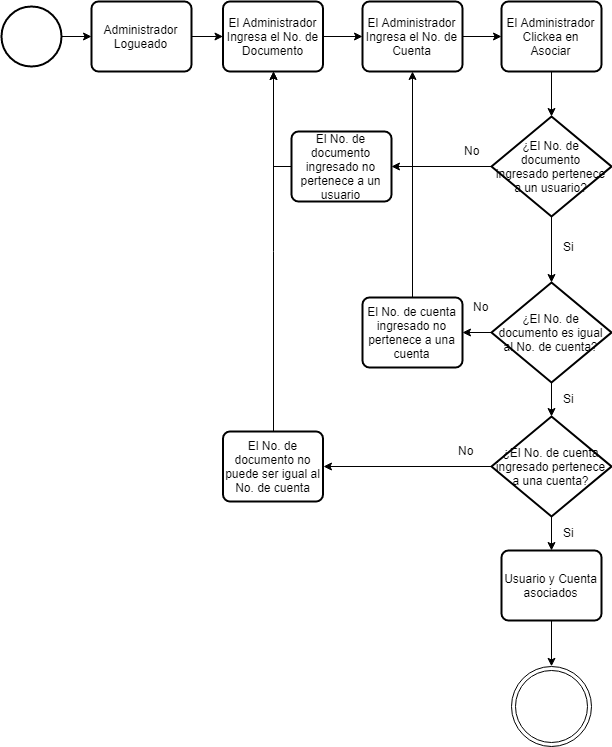 Administrador
Logueado
El Administrador
Ingresa el No. de
Documento
El Administrador
Ingresa el No. de
Cuenta
El Administrador
Clickea en
Asociar
El No. de
documento
ingresado no
pertenece a un
usuario
No
¿El No. de
documento
ingresado pertenece
a un usuario?
Si
El No. de cuenta
ingresado no
pertenece a una
cuenta
No
¿El No. de
documento es igual
al No. de cuenta?
Si
El No. de
documento no
puede ser igual al
No. de cuenta
No
¿El No. de cuenta
ingresado pertenece
a una cuenta?
Si
Usuario y Cuenta
asociados